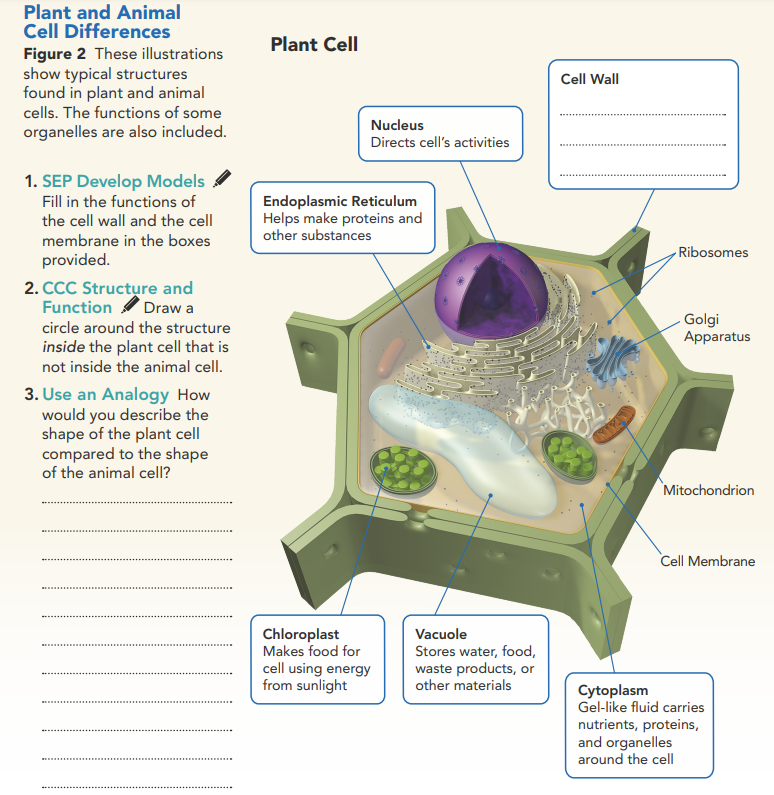 Plant and Animal
Cell Differences
Figure 2 These illustrations
show typical structures
found in plant and animal
cells. The functions of some
organelles are also included.
1. SEP Develop Models
Fill in the functions of
the cell wall and the cell
membrane in the boxes
provided.
2. CCC Structure and
Function Draw a
circle around the structure
inside the plant cell that is
not inside the animal cell.
3. Use an Analogy How
would you describe the
shape of the plant cell
compared to the shape
of the animal cell?
Plant Cell
Cell Wall
Nucleus
Directs cell's activities
Endoplasmic Reticulum
Helps make proteins and
other substances
Ribosomes
Golgi
Apparatus
Mitochondrion
Cell Membrane
Chloroplast
Makes food for
cell using energy
from sunlight
Vacuole
Stores water, food,
waste products, or
other materials
Cytoplasm
Gel-like fluid carries
nutrients, proteins,
and organelles
around the cell